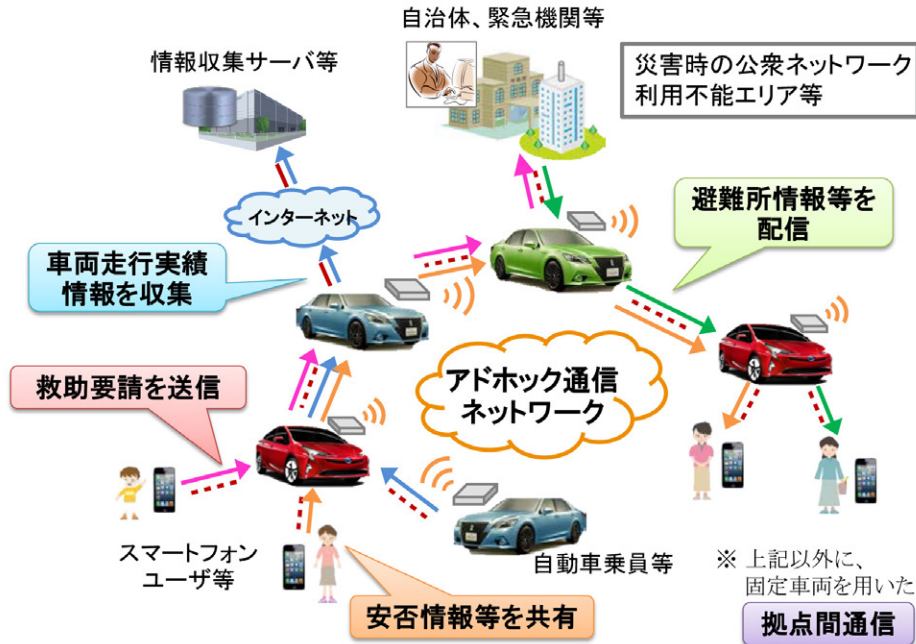 自治体、緊急機関等
情報収集サーバ等
災害時の公衆ネットワーク
利用不能エリア等
インターネット
避難所情報等を
配信
車両走行実績
情報を収集
アドホック通信
ネットワーク
救助要請を送信
スマートフォン
ユーザ等
自動車乗員等
安否情報等を共有
※ 上記以外に、
固定車両を用いた
拠点間通信